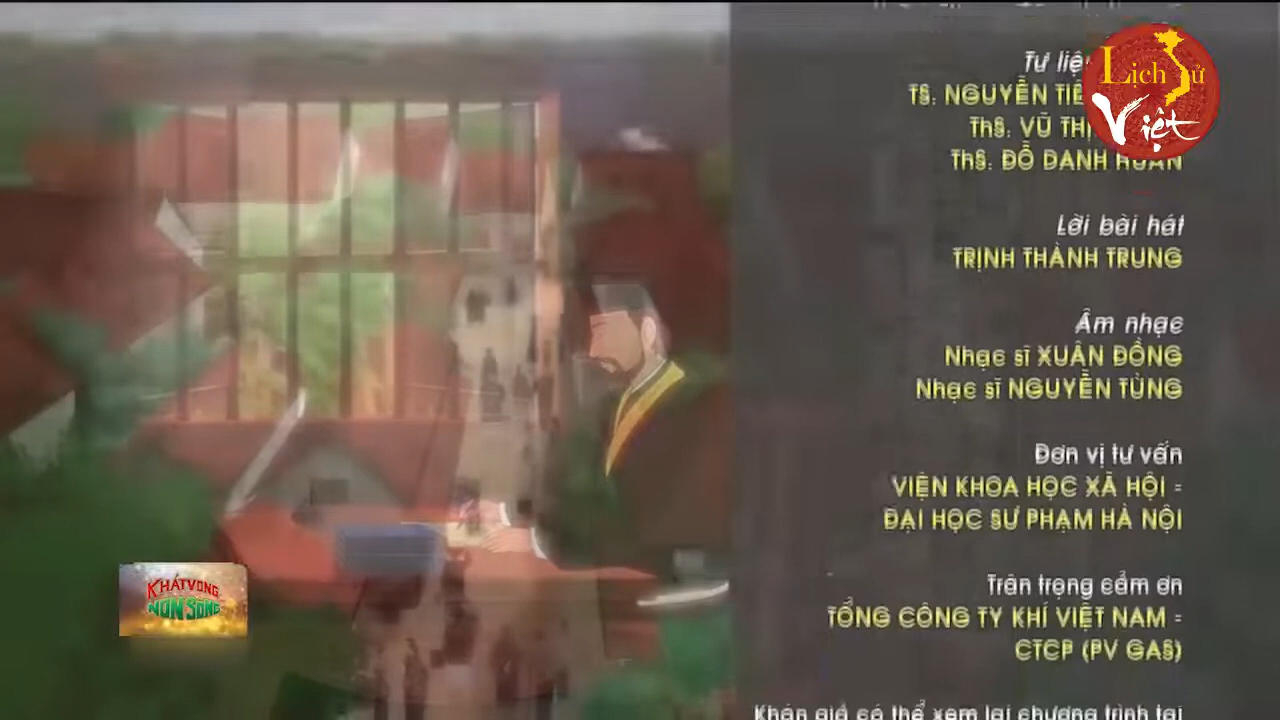 Tư liệu
TS. NGUYỄN
ThS. VŨ THỊ
ThS. ĐỖ DANH HUẤN
Lời bài hát
TRỊNH THÀNH TRUNG
Âm nhạc
Nhạc sĩ XUÂN ĐỒNG
Nhạc sĩ NGUYỄN TÙNG
Đơn vị tư vấn
VIỆN KHOA HỌC XÃ HỘI -
ĐẠI HỌC SƯ PHẠM HÀ NỘI
Trân trọng cảm ơn
TỔNG CÔNG TY KHÍ VIỆT NAM -
CTCP (PV GAS)
Khán giả có thể xem lại chương trình tại
Lịch Sử
Việt
KHÁT VỌNG
NON SÔNG